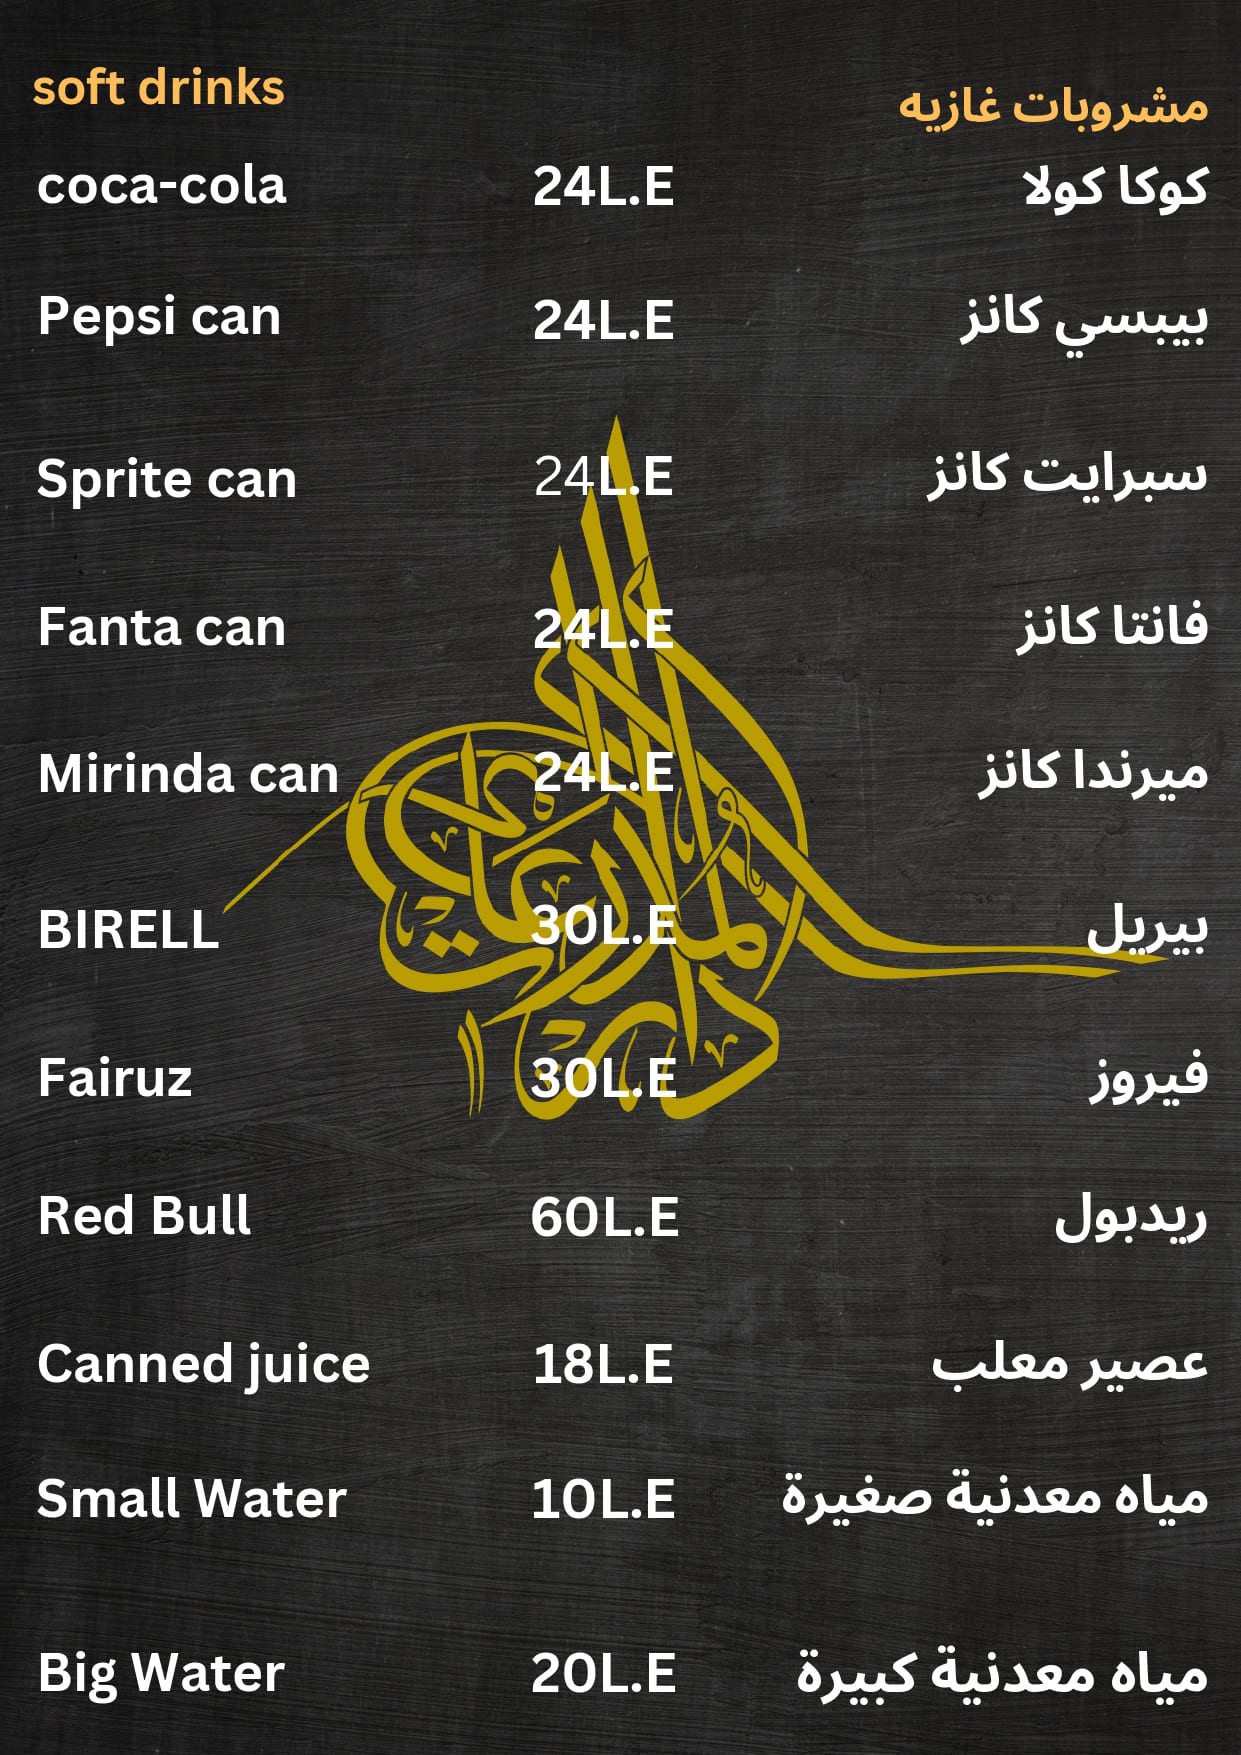 soft drinks مشروبات غازيه
coca-cola 24L.E كوكا كولا
Pepsi can 24L.E بيبسي كانز
Sprite can 24L.E سبرايت كانز
Fanta can 24L.E فانتا كانز
Mirinda can 24L.E ميرندا كانز
BIRELL 30L.E بيريل
Fairuz 30L.E فيروز
Red Bull 60L.E ريدبول
Canned juice 18L.E عصير معلب
Small Water 10L.E مياه معدنية صغيرة
Big Water 20L.E مياه معدنية كبيرة